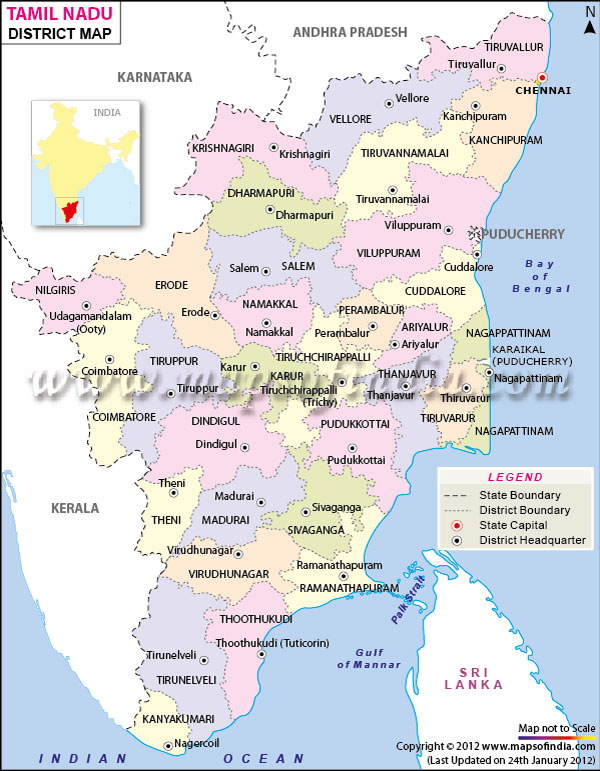 TAMIL NADU
DISTRICT MAP
N
ANDHRA PRADESH
KARNATAKA
INDIA
TIRUVALLUR
Tiruvallur
CHENNAI
Vellore
VELLORE
Kanchipuram
KANCHIPURAM
KRISHNAGIRI
Krishnagiri
TIRUVANNAMALAI
Tiruvannamalai
DHARMAPURI
Dharmapuri
Viluppuram
VILUPPURAM
PUDUCHERRY
Cuddalore
CUDDALORE
Bay
of
Bengal
Salem
SALEM
ERODE
Erode
NILGIRIS
Udagamandalam
(Ooty)
NAMAKKAL
Namakkal
PERAMBALUR
Perambalur
ARIYALUR
Ariyalur
NAGAPPATTINAM
KARAIKAL
(PUDUCHERRY)
Nagapattinam
Coimbatore
COIMBATORE
TIRUPPUR
Tiruppur
Karur
KARUR
TIRUCHCHIRAPPALLI
Tiruchchirappalli
(Trichy)
THANJAVUR
Thanjavur
Thiruvarur
TIRUVARUR
NAGAPATTINAM
www.mapsofindia.com
DINDIGUL
Dindigul
PUDUKKOTTAI
Pudukkottai
KERALA
Theni
THENI
Madurai
MADURAI
Sivaganga
SIVAGANGA
Virudhunagar
VIRUDHUNAGAR
Ramanathapuram
RAMANATHAPURAM
LEGEND
State Boundary
District Boundary
State Capital
District Headquarter
Palk Strait
THOOTHUKUDI
Thoothukudi (Tuticorin)
Tirunelveli
TIRUNELVELI
Gulf
of Mannar
SRI
LANKA
KANYAKUMARI
Nagercoil
INDIAN OCEAN
Map not to Scale
Copyright © 2012 www.mapsofindia.com
(Last Updated on 24th January 2012)